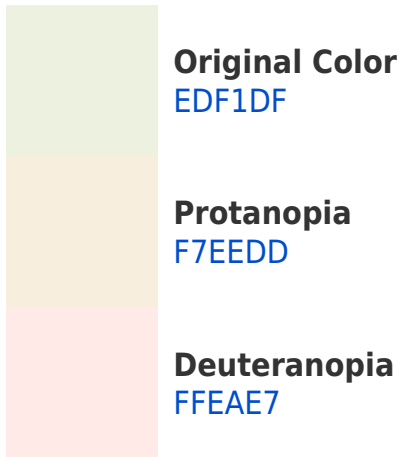 Original Color
EDF1DF
Protanopia
F7EEDD
Deuteranopia
FFEAE7